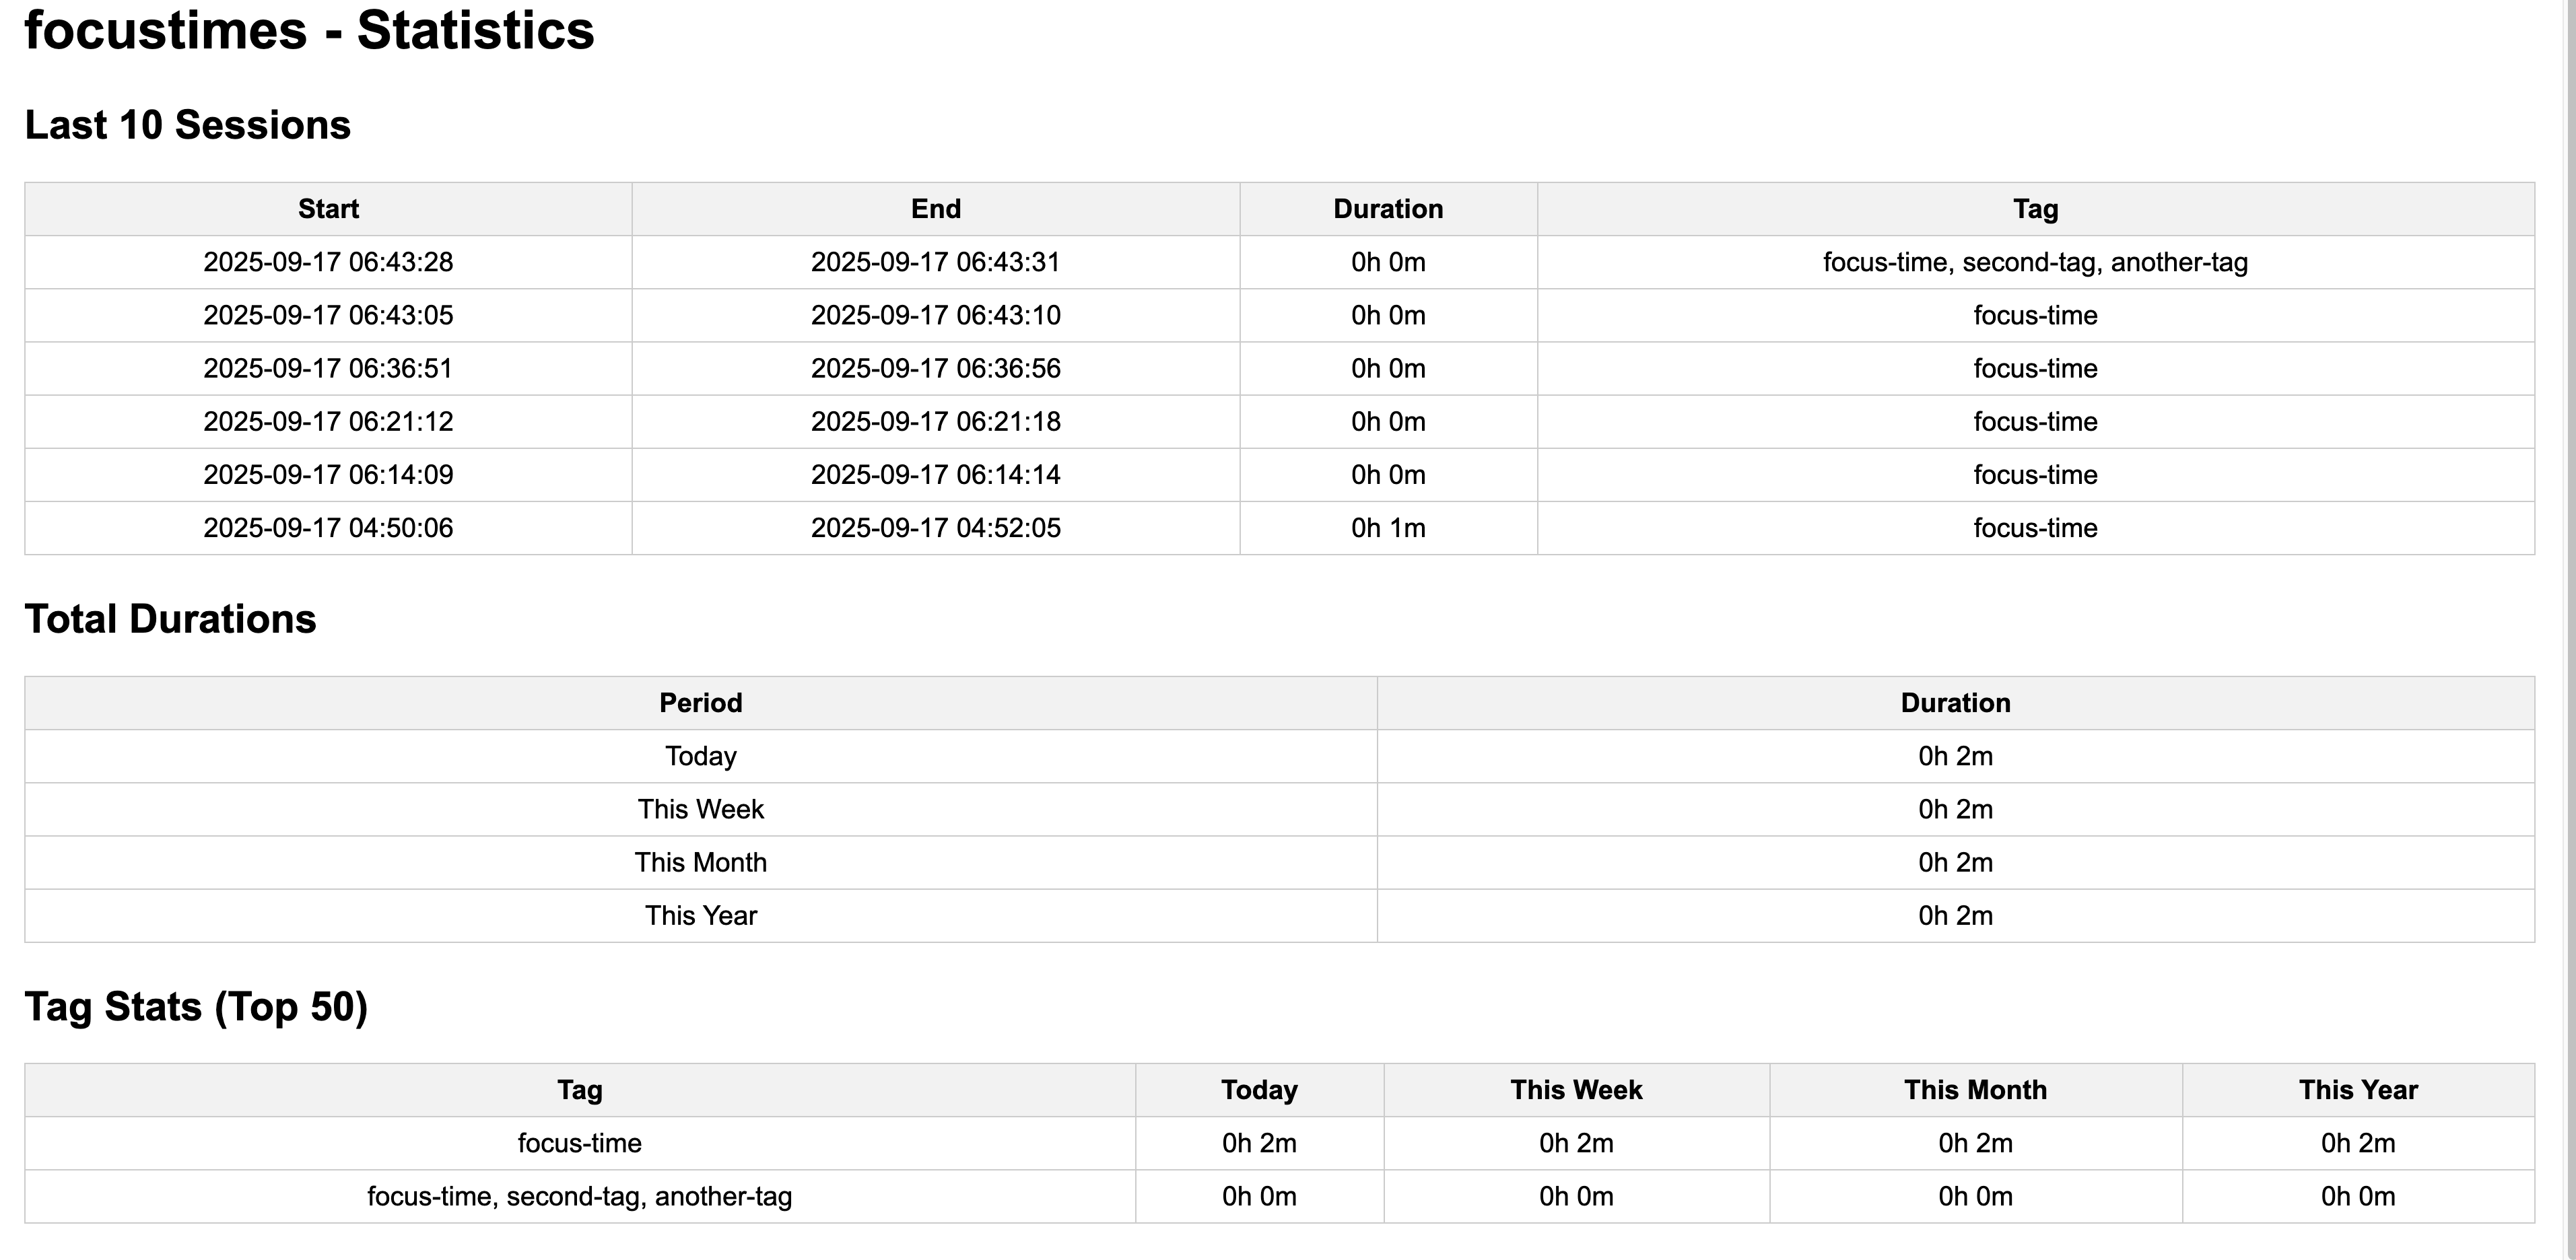 focustimes - Statistics
Last 10 Sessions
Start End Duration Tag
2025-09-17 06:43:28 2025-09-17 06:43:31 0h 0m focus-time, second-tag, another-tag
2025-09-17 06:43:05 2025-09-17 06:43:10 0h 0m focus-time
2025-09-17 06:36:51 2025-09-17 06:36:56 0h 0m focus-time
2025-09-17 06:21:12 2025-09-17 06:21:18 0h 0m focus-time
2025-09-17 06:14:09 2025-09-17 06:14:14 0h 0m focus-time
2025-09-17 04:50:06 2025-09-17 04:52:05 0h 1m focus-time
Total Durations
Period Duration
Today 0h 2m
This Week 0h 2m
This Month 0h 2m
This Year 0h 2m
Tag Stats (Top 50)
Tag Today This Week This Month This Year
focus-time 0h 2m 0h 2m 0h 2m 0h 2m
focus-time, second-tag, another-tag 0h 0m 0h 0m 0h 0m 0h 0m